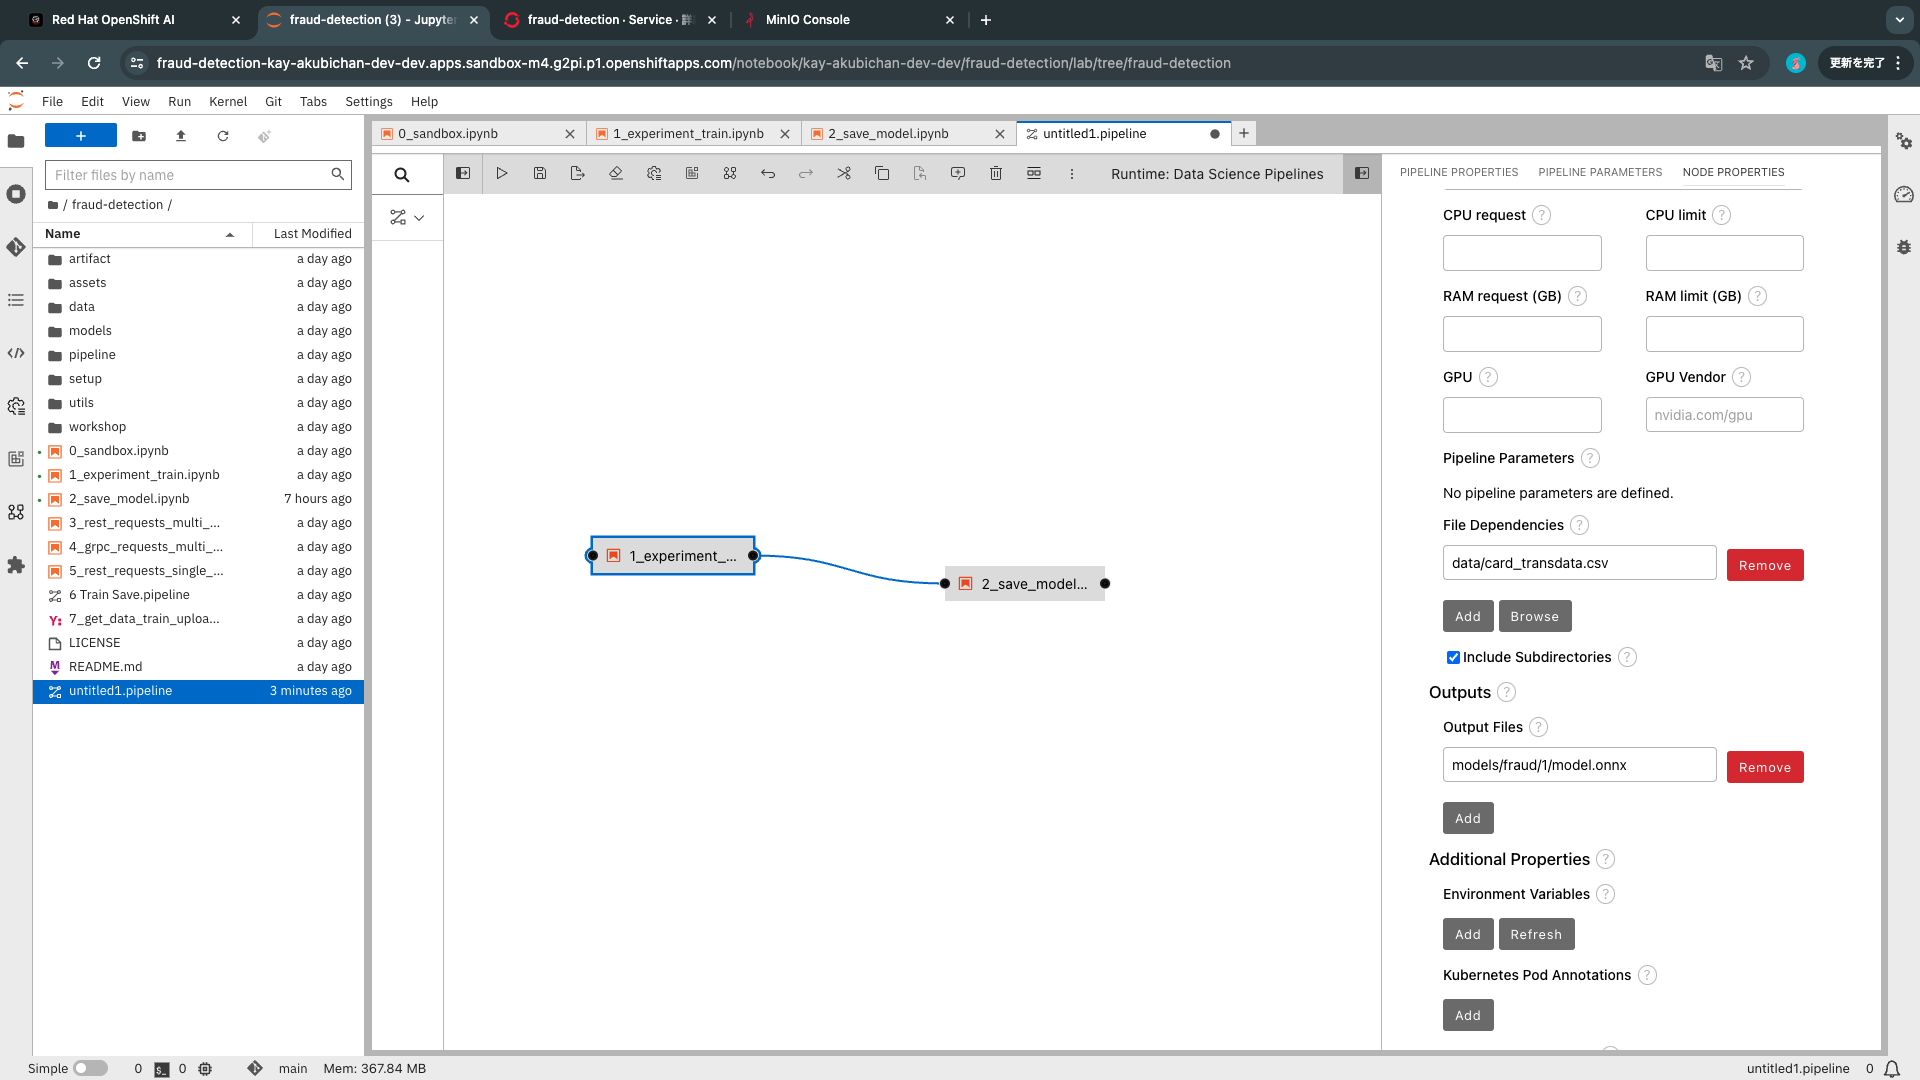 Red Hat OpenShift AI
fraud-detection (3) - Jupyte
fraud-detection · Service ·
MinIO Console
fraud-detection-kay-akubichan-dev-dev.apps.sandbox-m4.g2pi.p1.openshiftapps.com/notebook/kay-akubichan-dev-dev/fraud-detection/lab/tree/fraud-detection
更新を完了
File Edit View Run Kernel Git Tabs Settings Help
Filter files by name
/ fraud-detection /
Name Last Modified
artifact a day ago
assets a day ago
data a day ago
models a day ago
pipeline a day ago
setup a day ago
utils a day ago
workshop a day ago
0_sandbox.ipynb a day ago
1_experiment_train.ipynb a day ago
2_save_model.ipynb 7 hours ago
3_rest_requests_multi_... a day ago
4_grpc_requests_multi_... a day ago
5_rest_requests_single_... a day ago
6 Train Save.pipeline a day ago
7_get_data_train_uploa... a day ago
LICENSE a day ago
README.md a day ago
untitled1.pipeline 3 minutes ago
0_sandbox.ipynb
1_experiment_train.ipynb
2_save_model.ipynb
untitled1.pipeline
Runtime: Data Science Pipelines
1_experiment_...
2_save_model...
PIPELINE PROPERTIES PIPELINE PARAMETERS NODE PROPERTIES
CPU request ? CPU limit ?
RAM request (GB) ? RAM limit (GB) ?
GPU ? GPU Vendor ?
nvidia.com/gpu
Pipeline Parameters ?
No pipeline parameters are defined.
File Dependencies ?
data/card_transdata.csv Remove
Add Browse
Include Subdirectories ?
Outputs ?
Output Files ?
models/fraud/1/model.onnx Remove
Add
Additional Properties ?
Environment Variables ?
Add Refresh
Kubernetes Pod Annotations ?
Add
Simple 0 0 main Mem: 367.84 MB untitled1.pipeline 0